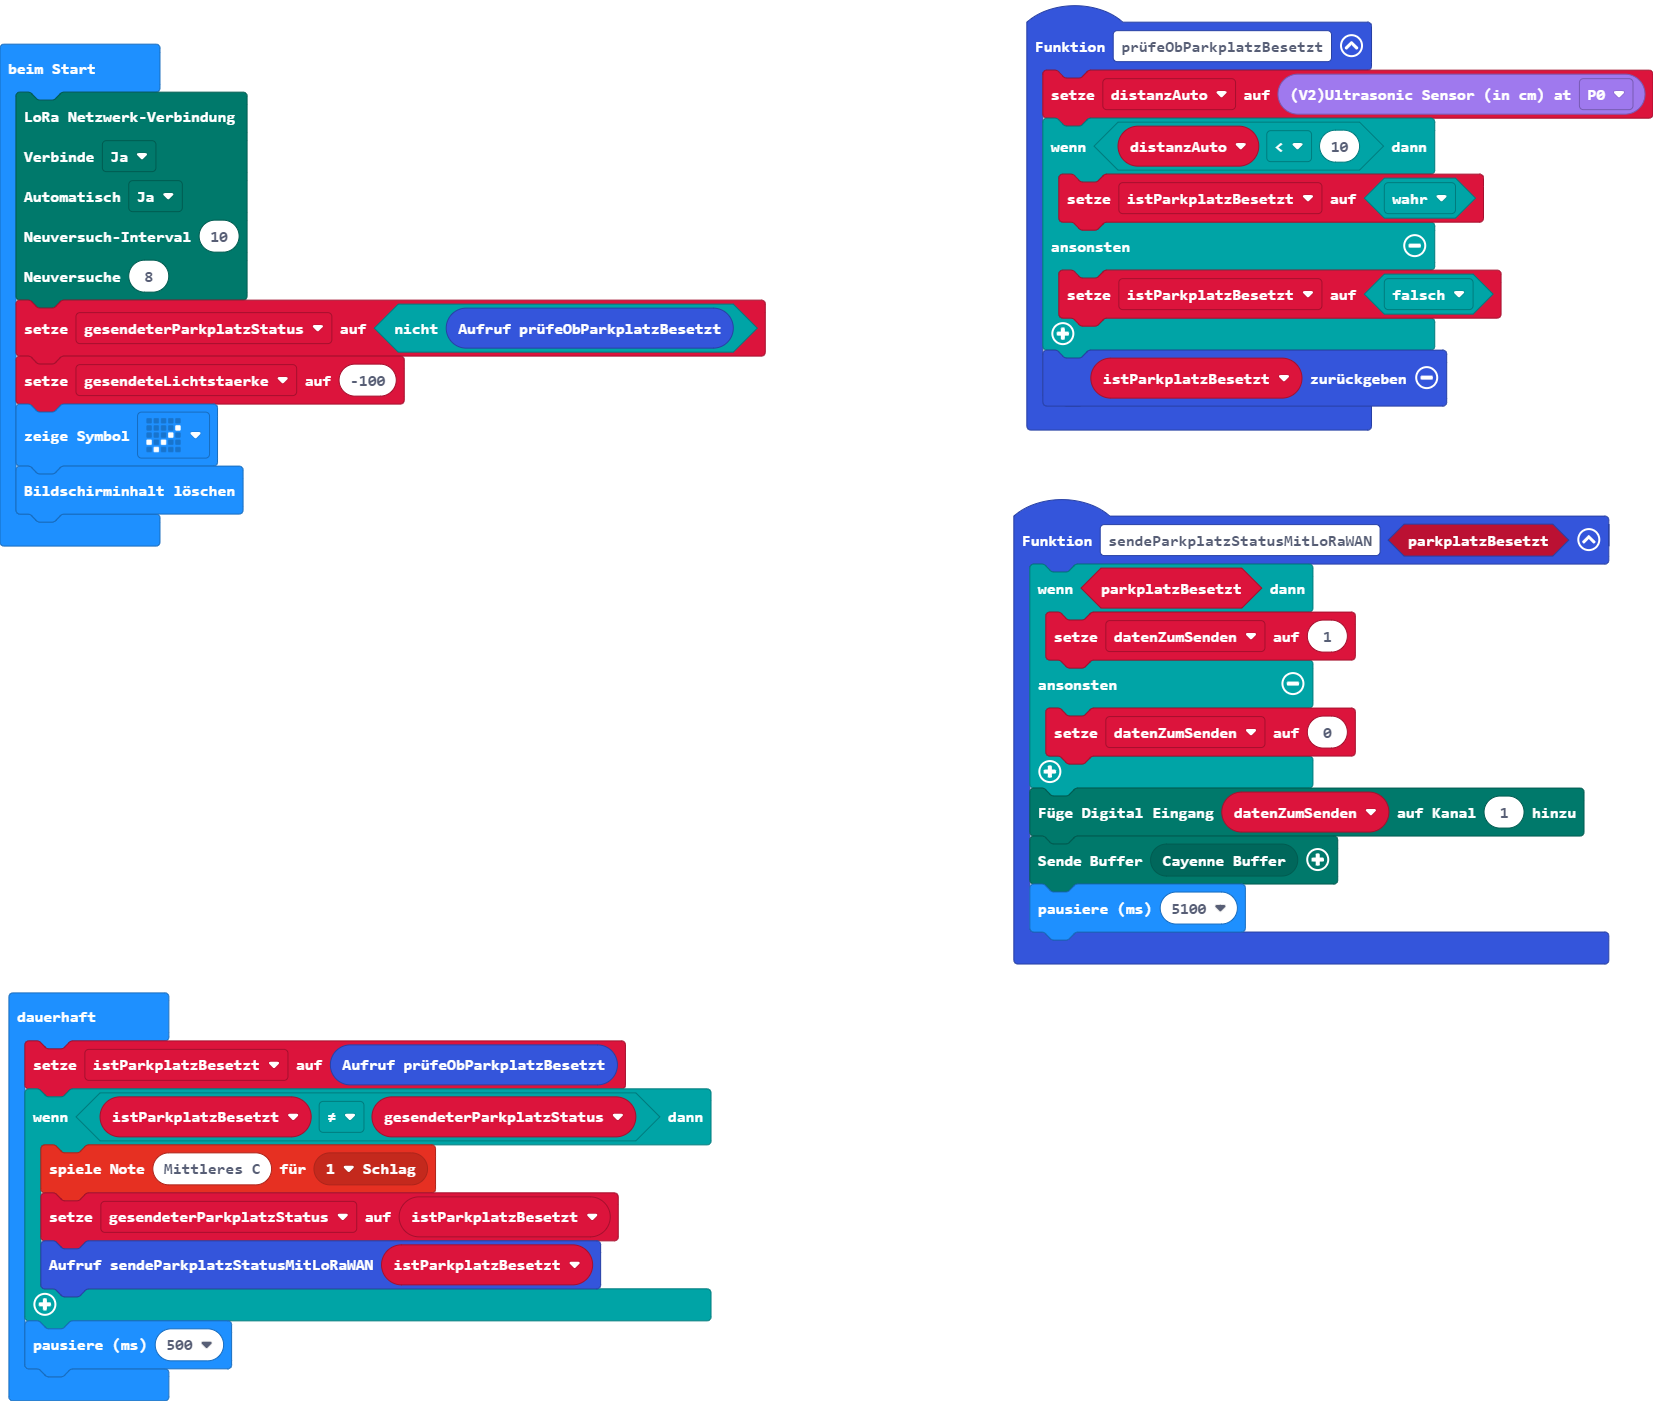 beim Start
LoRa Netzwerk-Verbindung
Verbinde Ja
Automatisch Ja
Neuversuch-Interval 10
Neuversuche 8
setze gesendeterParkplatzStatus auf nicht Aufruf prüfeObParkplatzBesetzt
setze gesendeteLichtstaerke auf -100
zeige Symbol
Bildschirminhalt löschen
Funktion prüfeObParkplatzBesetzt
setze distanzAuto auf (V2)Ultrasonic Sensor (in cm) at P0
wenn distanzAuto < 10 dann
setze istParkplatzBesetzt auf wahr
ansonsten
setze istParkplatzBesetzt auf falsch
istParkplatzBesetzt zurückgeben
Funktion sendeParkplatzStatusMitLoRaWAN parkplatzBesetzt
wenn parkplatzBesetzt dann
setze datenZumSenden auf 1
ansonsten
setze datenZumSenden auf 0
Füge Digital Eingang datenZumSenden auf Kanal 1 hinzu
Sende Buffer Cayenne Buffer
pausiere (ms) 5100
dauerhaft
setze istParkplatzBesetzt auf Aufruf prüfeObParkplatzBesetzt
wenn istParkplatzBesetzt ≠ gesendeterParkplatzStatus dann
spiele Note Mittleres C für 1 Schlag
setze gesendeterParkplatzStatus auf istParkplatzBesetzt
Aufruf sendeParkplatzStatusMitLoRaWAN istParkplatzBesetzt
pausiere (ms) 500